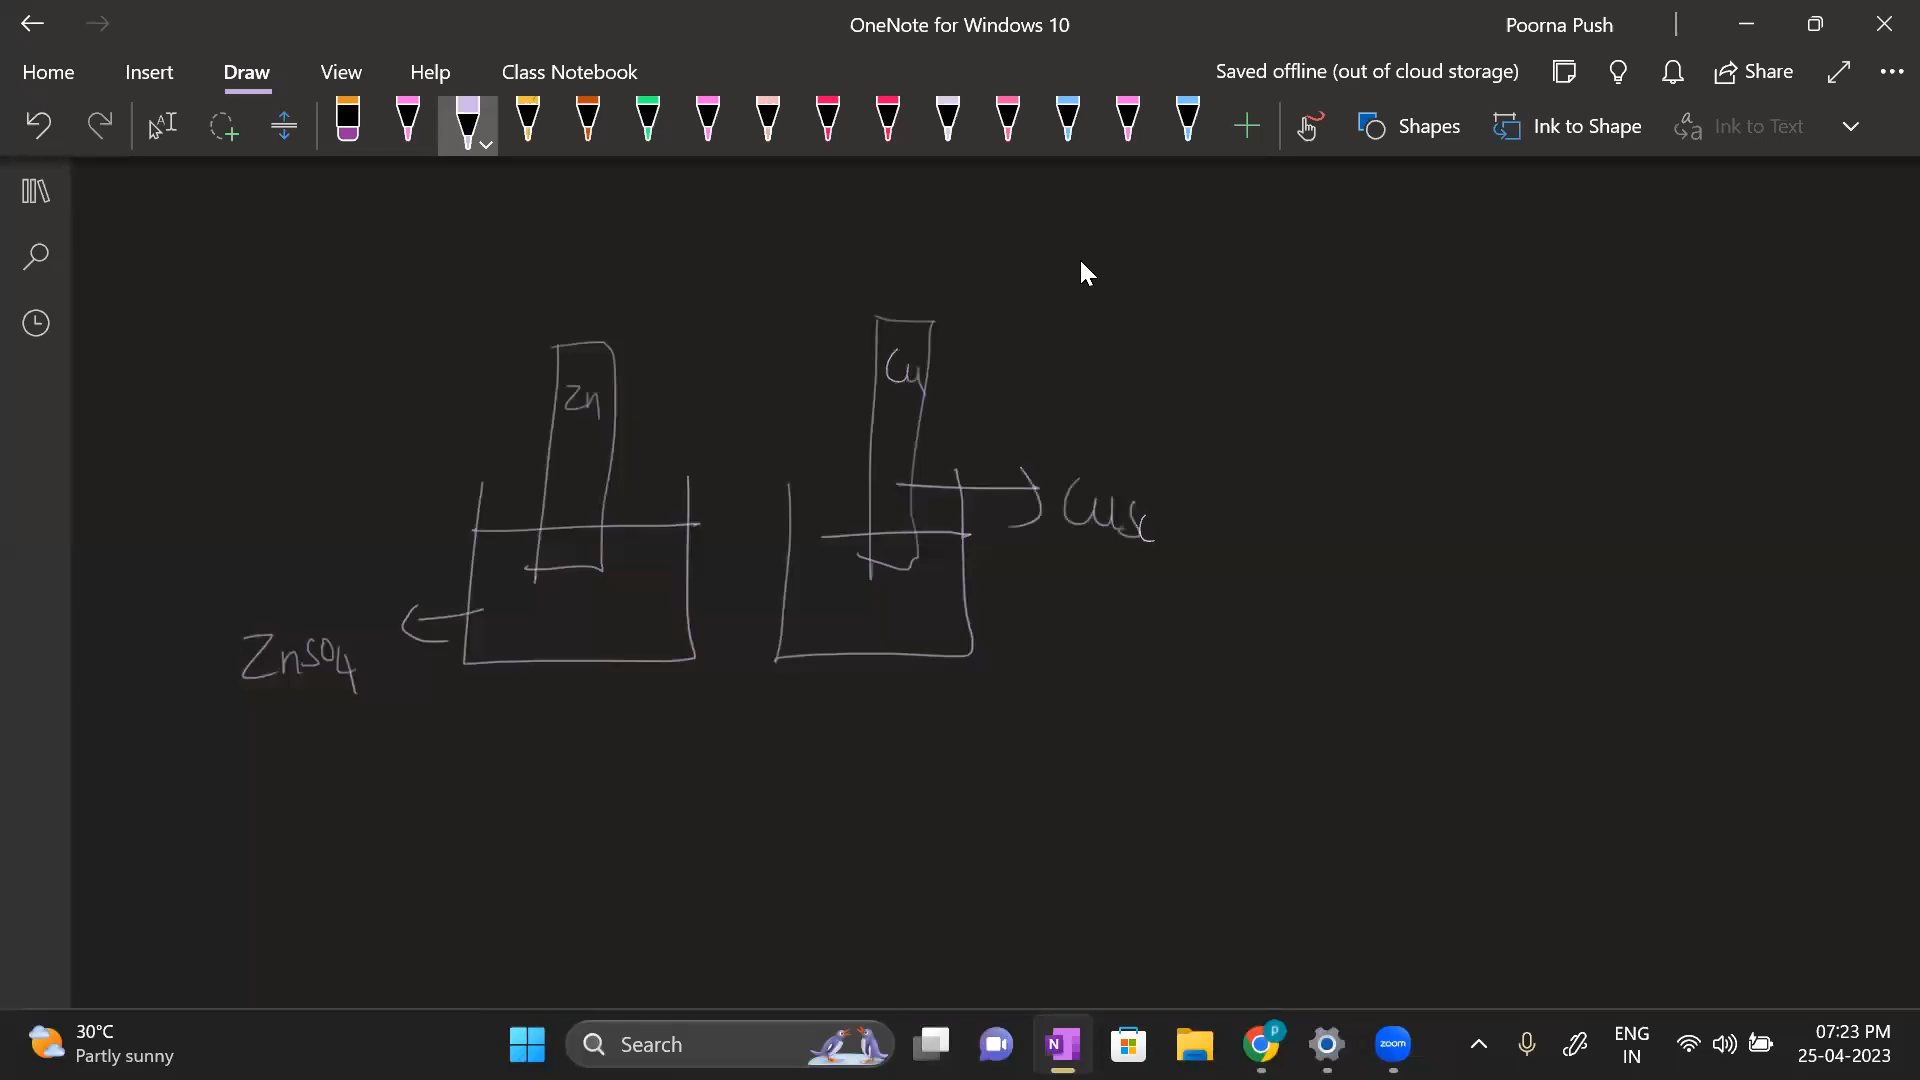 OneNote for Windows 10
Poorna Push
Home Insert Draw View Help Class Notebook
Saved offline (out of cloud storage)
Share
Shapes
Ink to Shape
Ink to Text
Cu
Zn
ZnSO4
30°C
Partly sunny
Search
zoom
ENG
IN
07:23 PM
25-04-2023